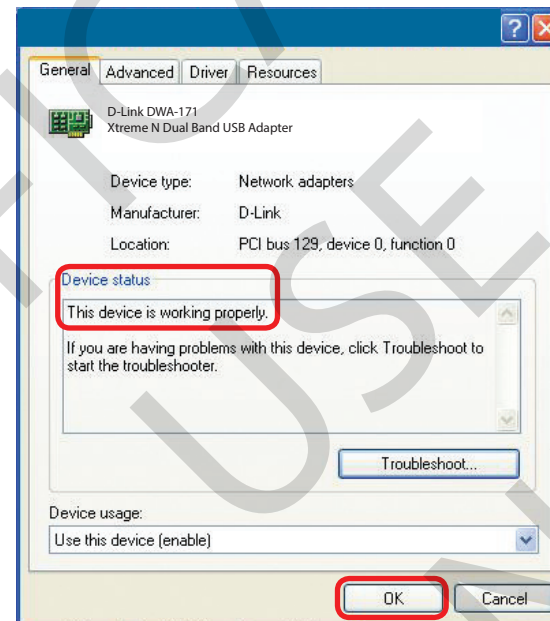 General Advanced Driver Resources
D-Link DWA-171
Xtreme N Dual Band USB Adapter
Device type: Network adapters
Manufacturer: D-Link
Location: PCI bus 129, device 0, function 0
Device status
This device is working properly.
If you are having problems with this device, click Troubleshoot to
start the troubleshooter.
Troubleshoot...
Device usage:
Use this device (enable)
OK Cancel